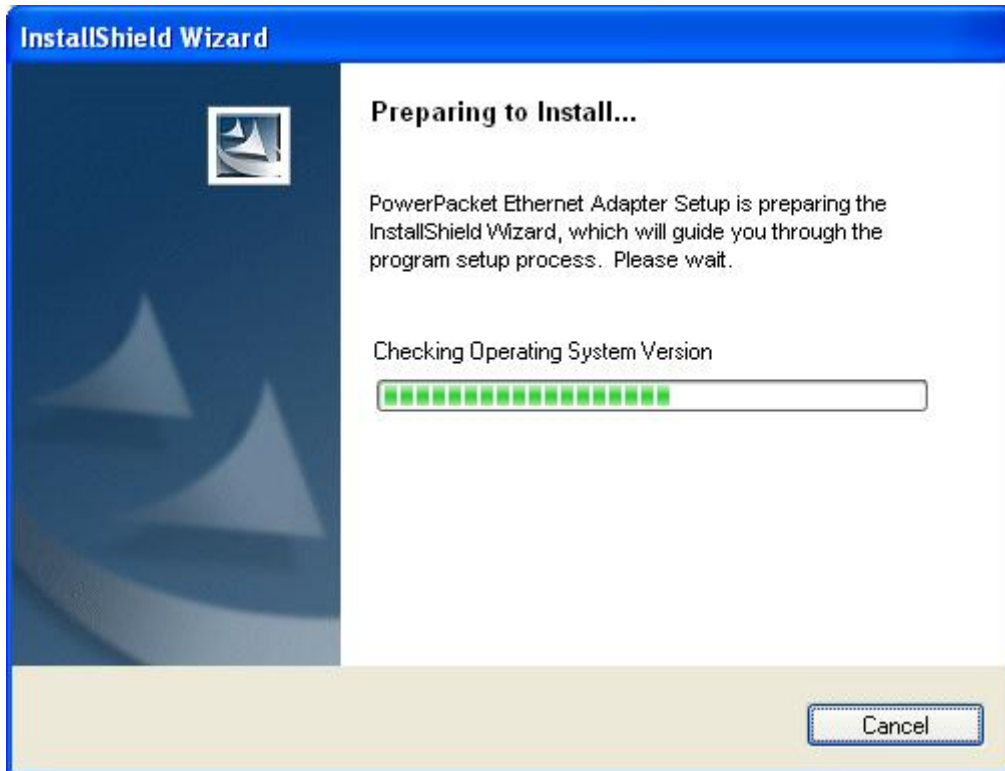 InstallShield Wizard
Preparing to Install...
PowerPacket Ethernet Adapter Setup is preparing the
InstallShield Wizard, which will guide you through the
program setup process.  Please wait.
Checking Operating System Version
Cancel